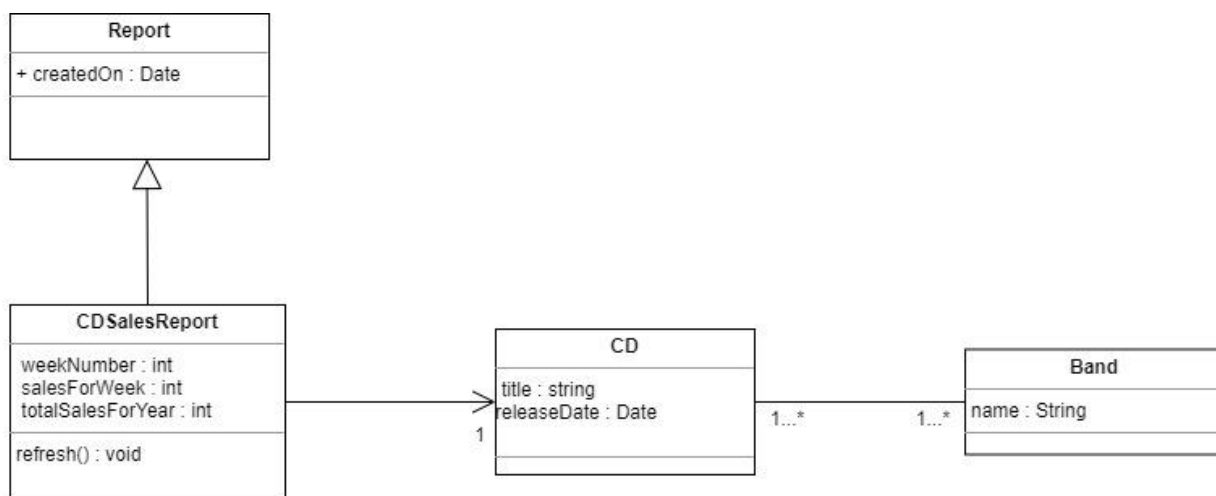 Report
+ createdOn : Date
CDSalesReport
weekNumber : int
salesForWeek : int
totalSalesForYear : int
refresh() : void
1
CD
title : string
releaseDate : Date
1...*
1...*
Band
name : String